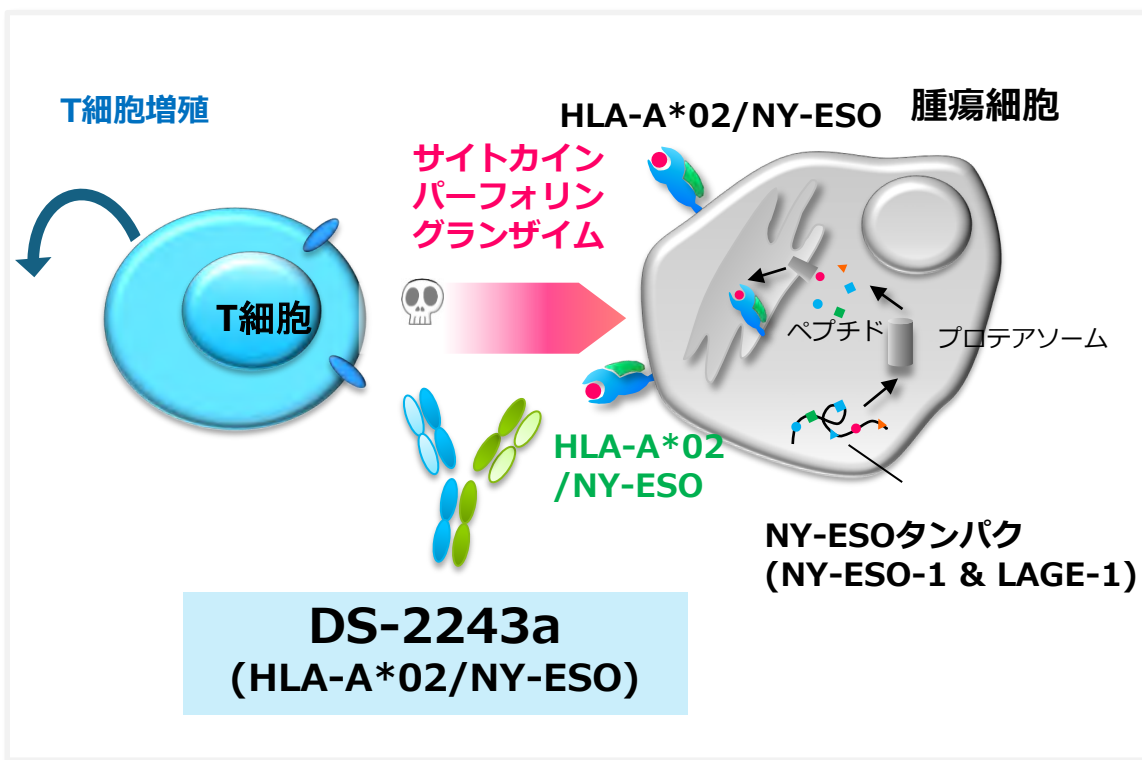 T細胞増殖
HLA-A*02/NY-ESO
腫瘍細胞
サイトカイン
パーフォリン
グランザイム
T細胞
ペプチド
プロテアソーム
HLA-A*02
/NY-ESO
NY-ESOタンパク
(NY-ESO-1 & LAGE-1)
DS-2243a
(HLA-A*02/NY-ESO)